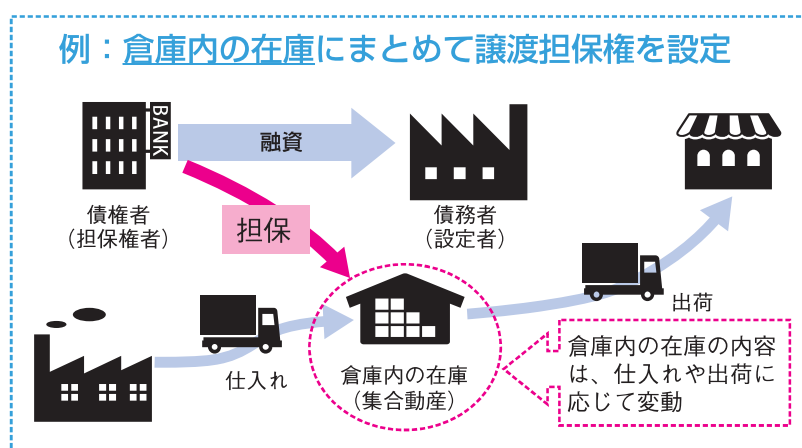 例：倉庫内の在庫にまとめて譲渡担保権を設定
BANK
融資
債権者
（担保権者）
担保
債務者
（設定者）
出荷
仕入れ
倉庫内の在庫
（集合動産）
倉庫内の在庫の内容
は、仕入れや出荷に
応じて変動